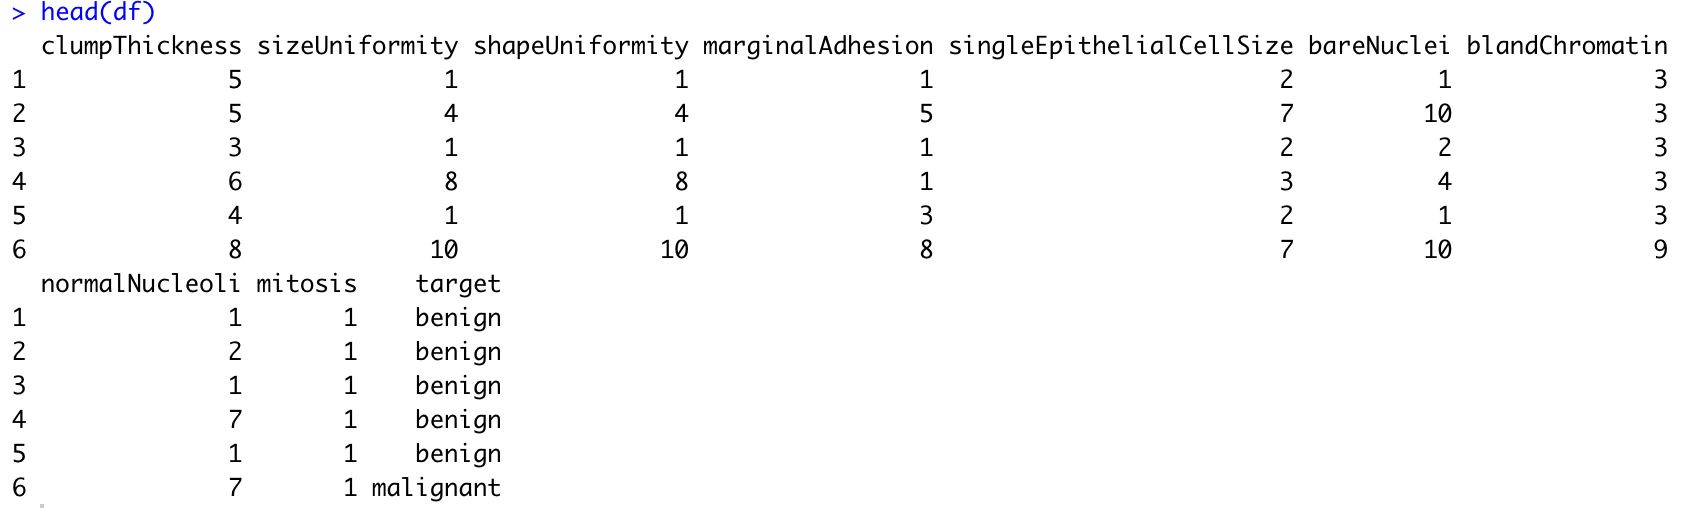 > head(df)
  clumpThickness sizeUniformity shapeUniformity marginalAdhesion singleEpithelialCellSize bareNuclei blandChromatin
1              5              1               1                1                        2          1              3
2              5              4               4                5                        7         10              3
3              3              1               1                1                        2          2              3
4              6              8               8                1                        3          4              3
5              4              1               1                3                        2          1              3
6              8             10              10                8                        7         10              9
  normalNucleoli mitosis    target
1              1       1    benign
2              2       1    benign
3              1       1    benign
4              7       1    benign
5              1       1    benign
6              7       1 malignant